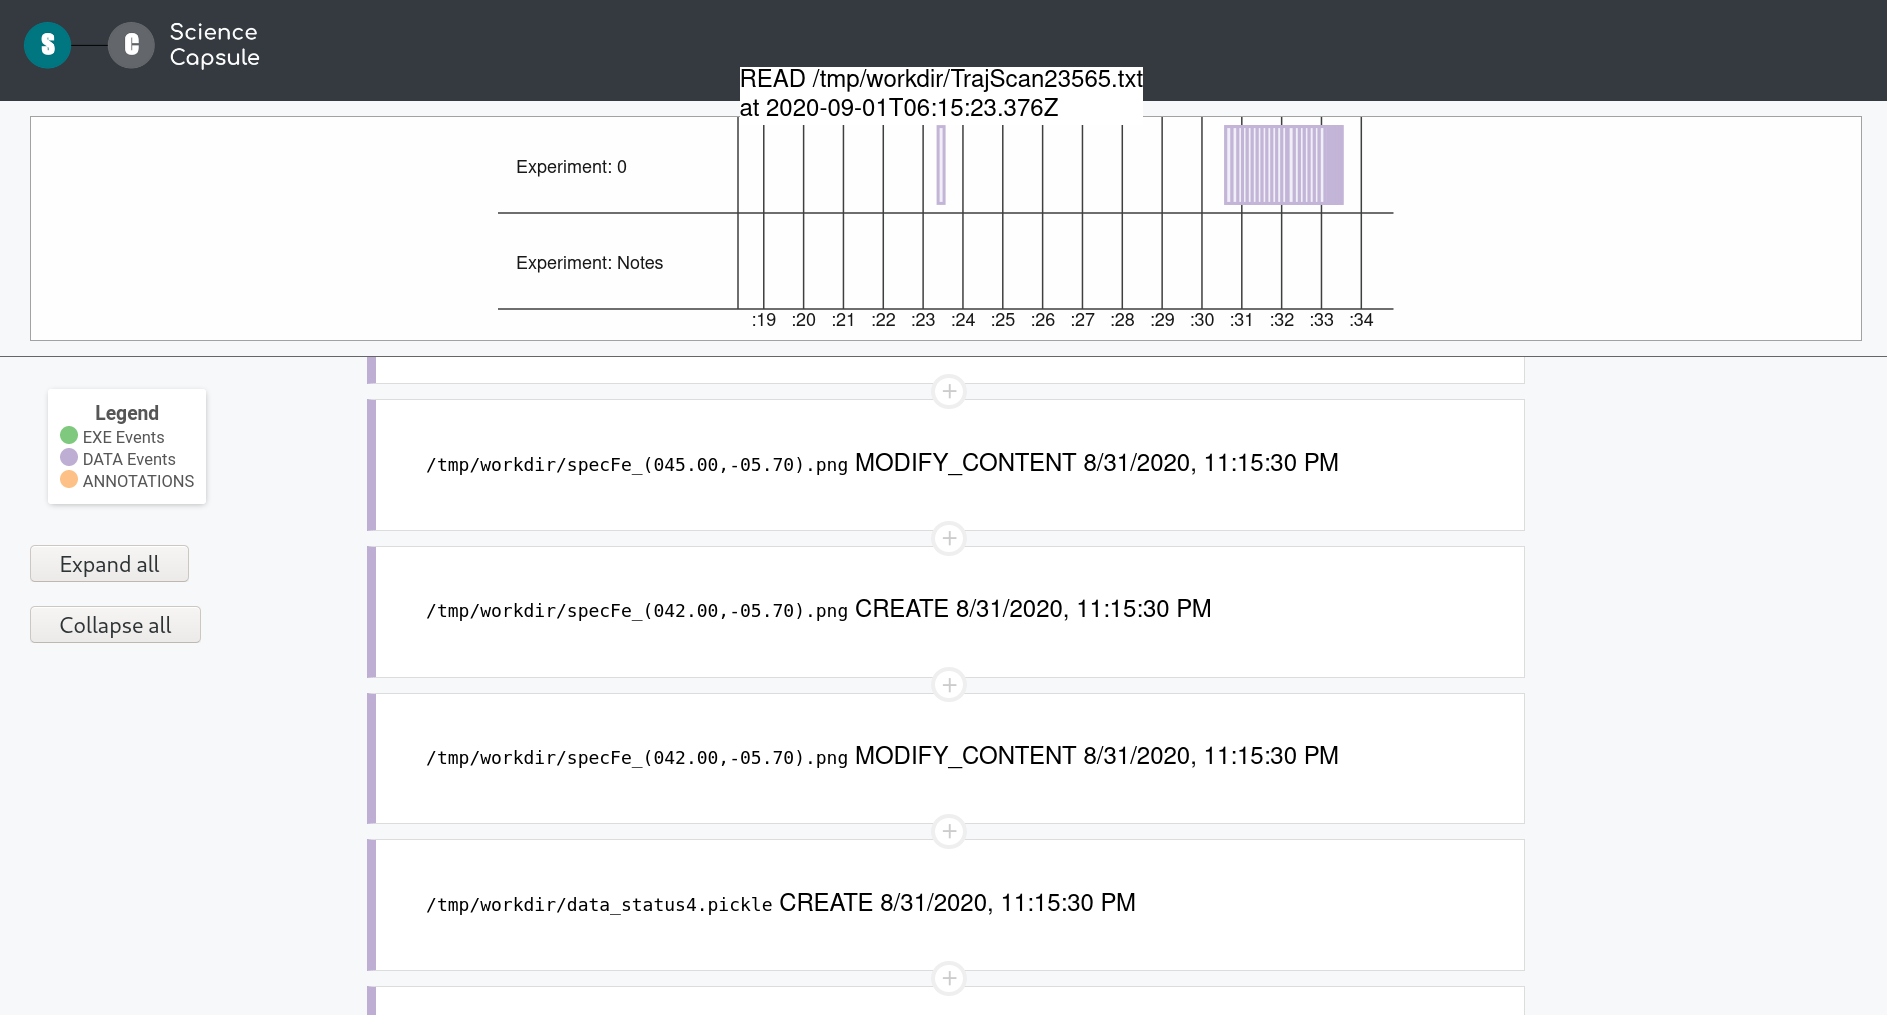 S C Science
Capsule
READ /tmp/workdir/TrajScan23565.txt
at 2020-09-01T06:15:23.376Z
Experiment: 0
Experiment: Notes
:19 :20 :21 :22 :23 :24 :25 :26 :27 :28 :29 :30 :31 :32 :33 :34
Legend
EXE Events
DATA Events
ANNOTATIONS
Expand all
Collapse all
/tmp/workdir/specFe_(045.00,-05.70).png MODIFY_CONTENT 8/31/2020, 11:15:30 PM
/tmp/workdir/specFe_(042.00,-05.70).png CREATE 8/31/2020, 11:15:30 PM
/tmp/workdir/specFe_(042.00,-05.70).png MODIFY_CONTENT 8/31/2020, 11:15:30 PM
/tmp/workdir/data_status4.pickle CREATE 8/31/2020, 11:15:30 PM